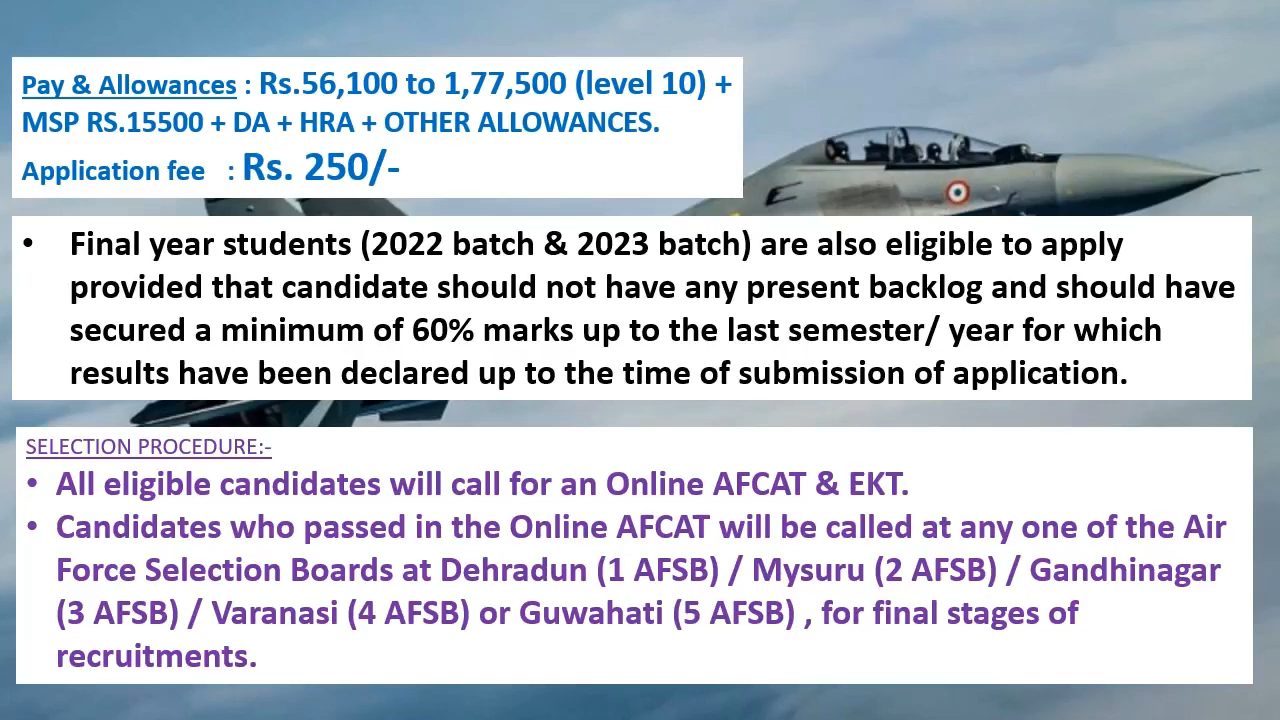 Pay & Allowances : Rs.56,100 to 1,77,500 (level 10) +
MSP RS.15500 + DA + HRA + OTHER ALLOWANCES.
Application fee : Rs. 250/-
• Final year students (2022 batch & 2023 batch) are also eligible to apply
provided that candidate should not have any present backlog and should have
secured a minimum of 60% marks up to the last semester/ year for which
results have been declared up to the time of submission of application.
SELECTION PROCEDURE:-
• All eligible candidates will call for an Online AFCAT & EKT.
• Candidates who passed in the Online AFCAT will be called at any one of the Air
Force Selection Boards at Dehradun (1 AFSB) / Mysuru (2 AFSB) / Gandhinagar
(3 AFSB) / Varanasi (4 AFSB) or Guwahati (5 AFSB) , for final stages of
recruitments.